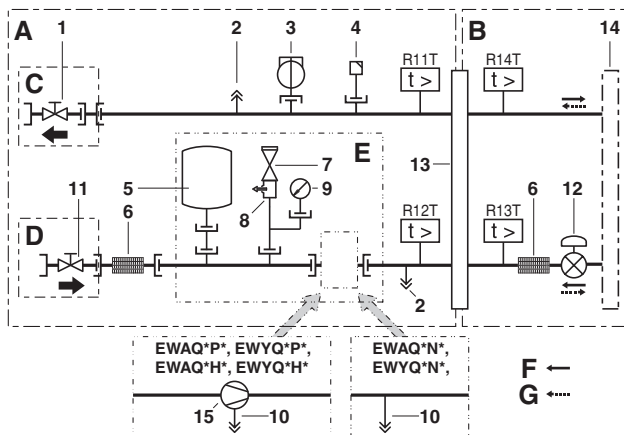 A
1
2
3
4
B
14
R11T
t >
R14T
t >
C
E
7
5
9
13
11
6
8
R12T
t >
R13T
t >
6
12
D
2
EWAQ*P*, EWYQ*P*,
EWAQ*H*, EWYQ*H*
EWAQ*N*,
EWYQ*N*,
F
G
15
10
10